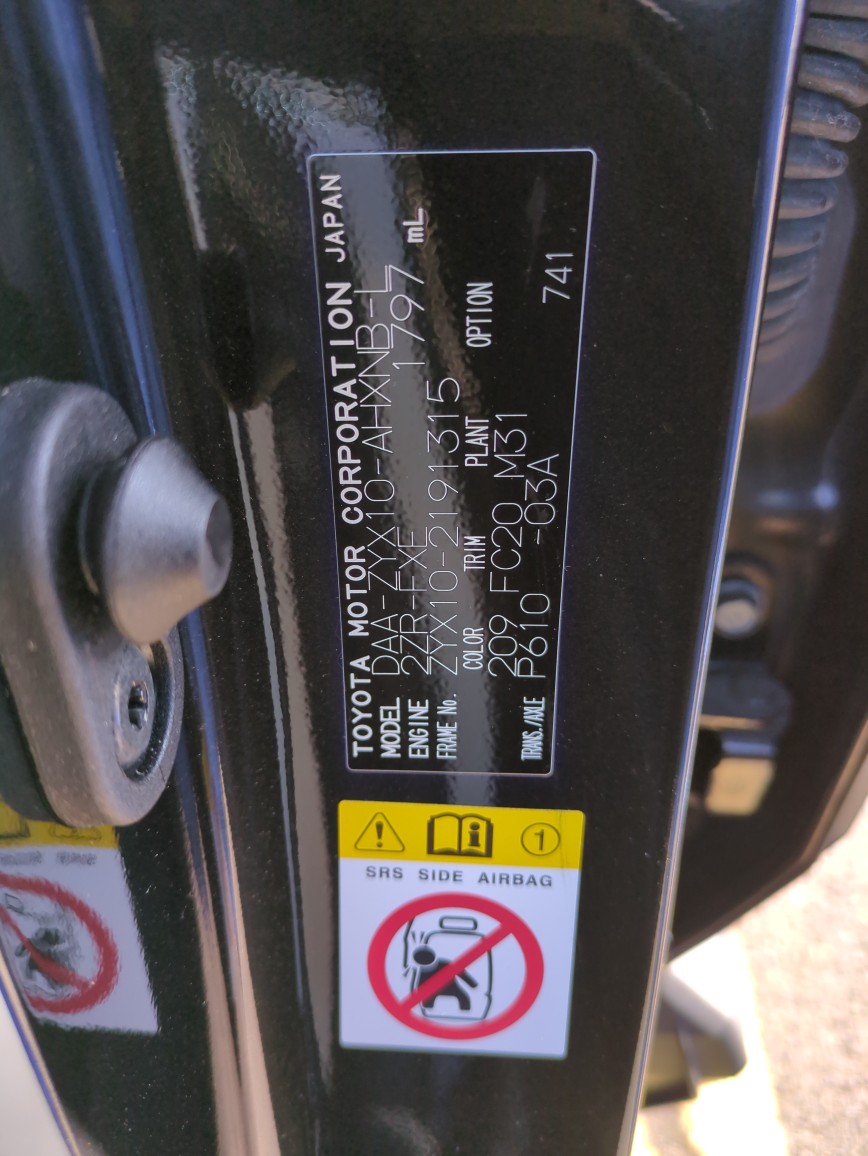 TOYOTA MOTOR CORPORATION JAPAN
MODEL DAA-ZYX10-AHXNB-L
ENGINE 2ZR-FXE 1797 mL
FRAME No. ZYX10-2191315
COLOR TRIM PLANT OPTION
209 FC20 M31
TRANS./AXLE P610 -03A 741
1
SRS SIDE AIRBAG